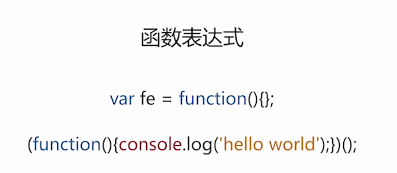 函数表达式
var fe = function(){};
(function(){console.log('hello world');})();